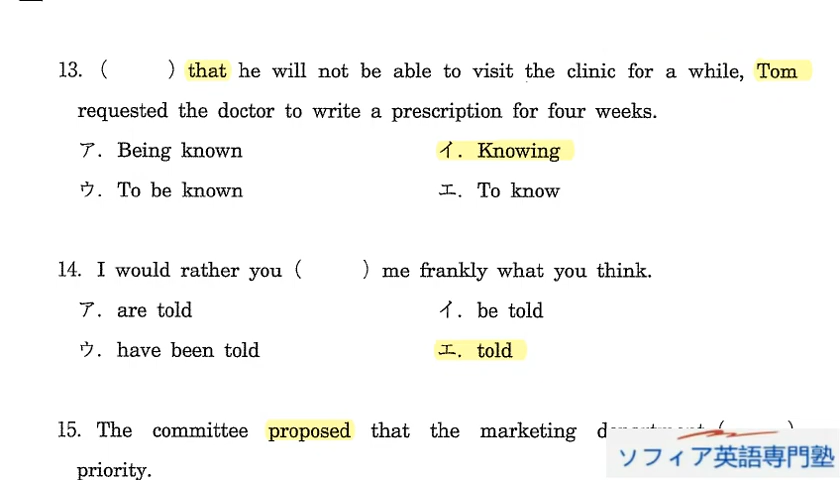 13. (　　) that he will not be able to visit the clinic for a while, Tom
requested the doctor to write a prescription for four weeks.
ア. Being known　　イ. Knowing
ウ. To be known　　エ. To know
14. I would rather you (　　) me frankly what you think.
ア. are told　　イ. be told
ウ. have been told　　エ. told
15. The committee proposed that the marketing (　　)
priority.
ソフィア英語専門塾